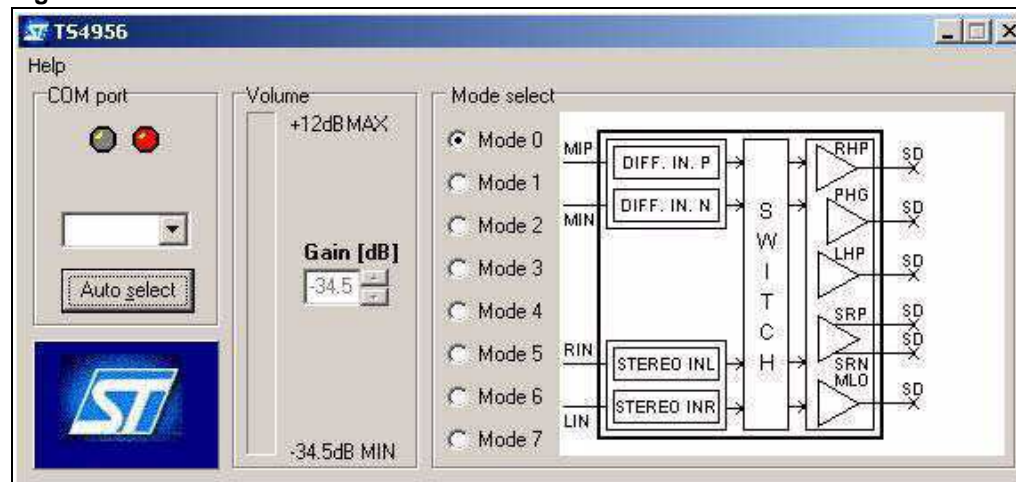 TS4956
Help
COM port
Auto select
ST
Volume
+12dB MAX
Gain [dB]
-34.5
-34.5dB MIN
Mode select
Mode 0
Mode 1
Mode 2
Mode 3
Mode 4
Mode 5
Mode 6
Mode 7
MIP
DIFF. IN. P
MIN
DIFF. IN. N
RIN
STEREO INL
LIN
STEREO INR
SWITCH
RHP
SD
PHG
SD
LHP
SD
SRP
SD
SD
SRN
MLO
SD